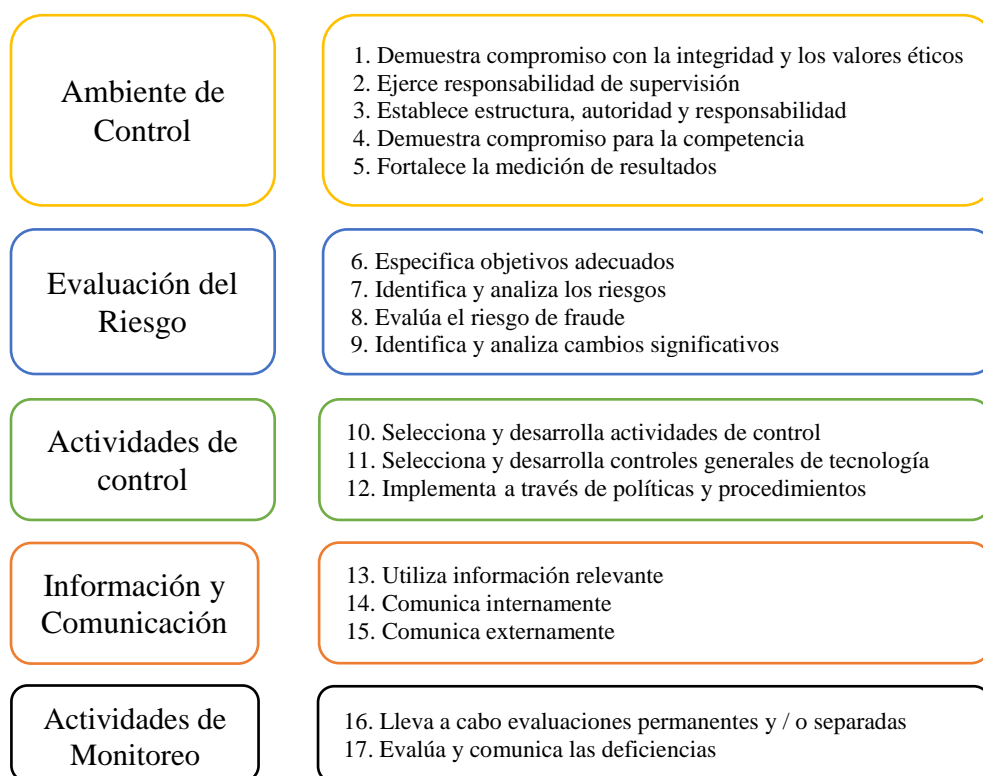 Ambiente de
Control
1. Demuestra compromiso con la integridad y los valores éticos
2. Ejerce responsabilidad de supervisión
3. Establece estructura, autoridad y responsabilidad
4. Demuestra compromiso para la competencia
5. Fortalece la medición de resultados
Evaluación del
Riesgo
6. Especifica objetivos adecuados
7. Identifica y analiza los riesgos
8. Evalúa el riesgo de fraude
9. Identifica y analiza cambios significativos
Actividades de
control
10. Selecciona y desarrolla actividades de control
11. Selecciona y desarrolla controles generales de tecnología
12. Implementa a través de políticas y procedimientos
Información y
Comunicación
13. Utiliza información relevante
14. Comunica internamente
15. Comunica externamente
Actividades de
Monitoreo
16. Lleva a cabo evaluaciones permanentes y / o separadas
17. Evalúa y comunica las deficiencias